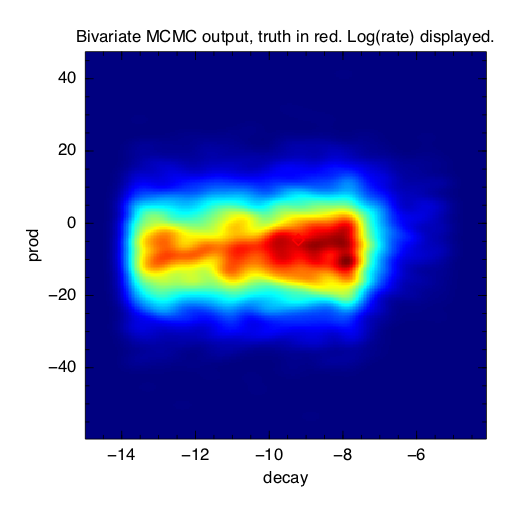 Bivariate MCMC output, truth in red. Log(rate) displayed.
40
20
0
−20
−40
prod
−14 −12 −10 −8 −6
decay